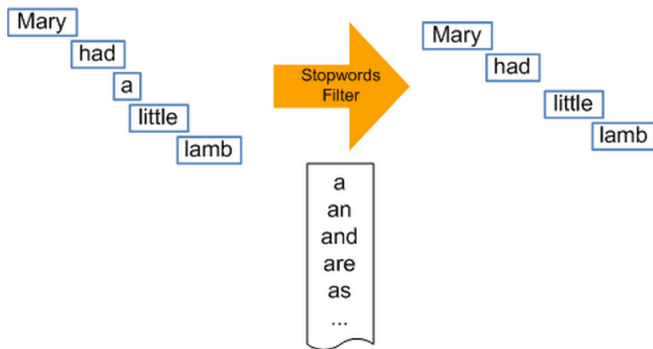 Mary
had
a
little
lamb
Stopwords
Filter
a
an
and
are
as
...
Mary
had
little
lamb